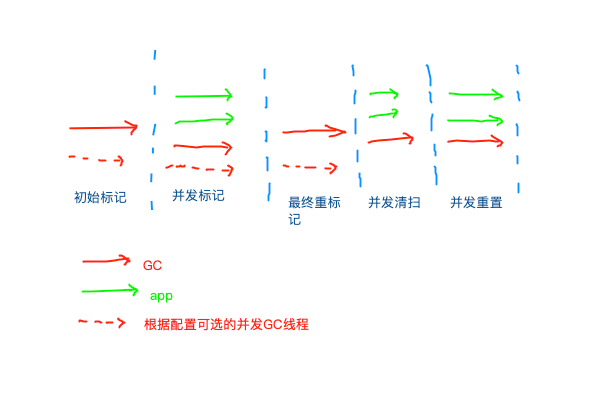 初始标记
并发标记
最终重标
记
并发清扫
并发重置
GC
app
根据配置可选的并发GC线程